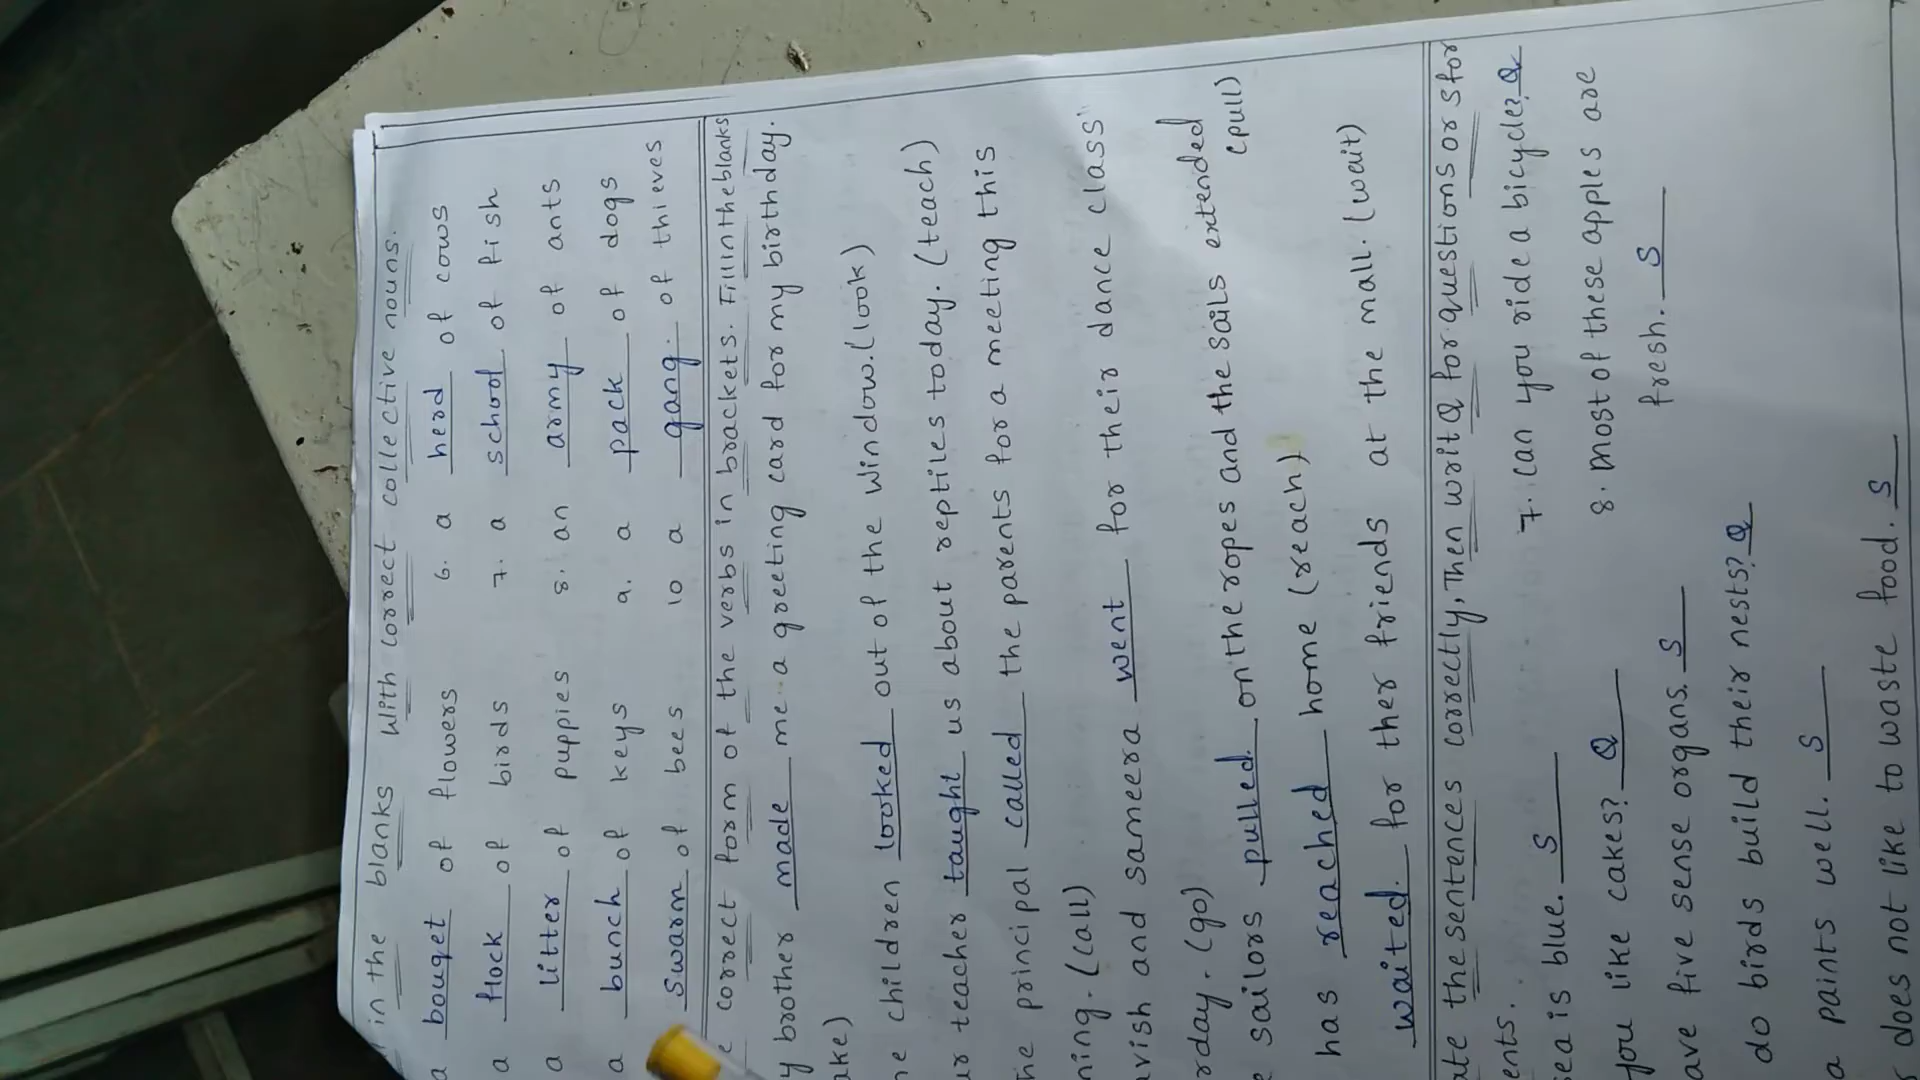 in the blanks with correct collective nouns.
a bouget of flowers 6. a herd of cows
a flock of birds 7. a school of fish
a litter of puppies 8. an army of ants
a bunch of keys 9. a pack of dogs
swarm of bees 10 a gang. of thieves
correct form of the verbs in brackets. Fill in the blanks
y brother made me a greeting card for my birthday.
ake)
he children looked out of the window. (look)
ur teacher taught us about reptiles today. (teach)
he principal called the parents for a meeting this
ning. (call)
avish and sameera went for their dance class
rday. (go)
sailors pulled. on the ropes and the sails extended
(pull)
has reached home (reach)
waited. for ther friends at the mall. (wait)
ate the sentences correctly, Then writ Q for questions or S for
ents.
sea is blue. S 7. can you ride a bicycle? Q
you like cakes? Q 8. most of these apples are
fresh. S
ave five sense organs. S
do birds build their nests? Q
a paints well. S
does not like to waste food. S